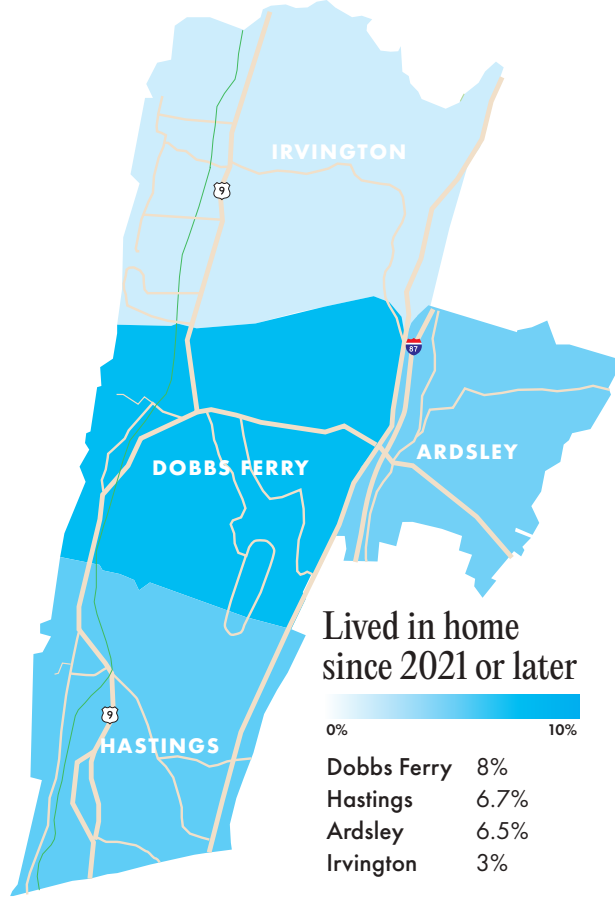 IRVINGTON
9
87
ARDSLEY
DOBBS FERRY
Lived in home
since 2021 or later
0% 10%
9
HASTINGS
Dobbs Ferry 8%
Hastings 6.7%
Ardsley 6.5%
Irvington 3%